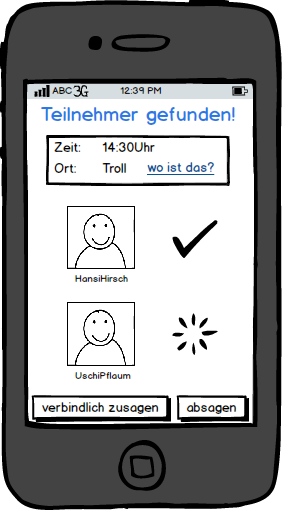 ABC 3G 12:39 PM
Teilnehmer gefunden!
Zeit: 14:30Uhr
Ort: Troll wo ist das?
HansiHirsch
UschiPflaum
verbindlich zusagen absagen